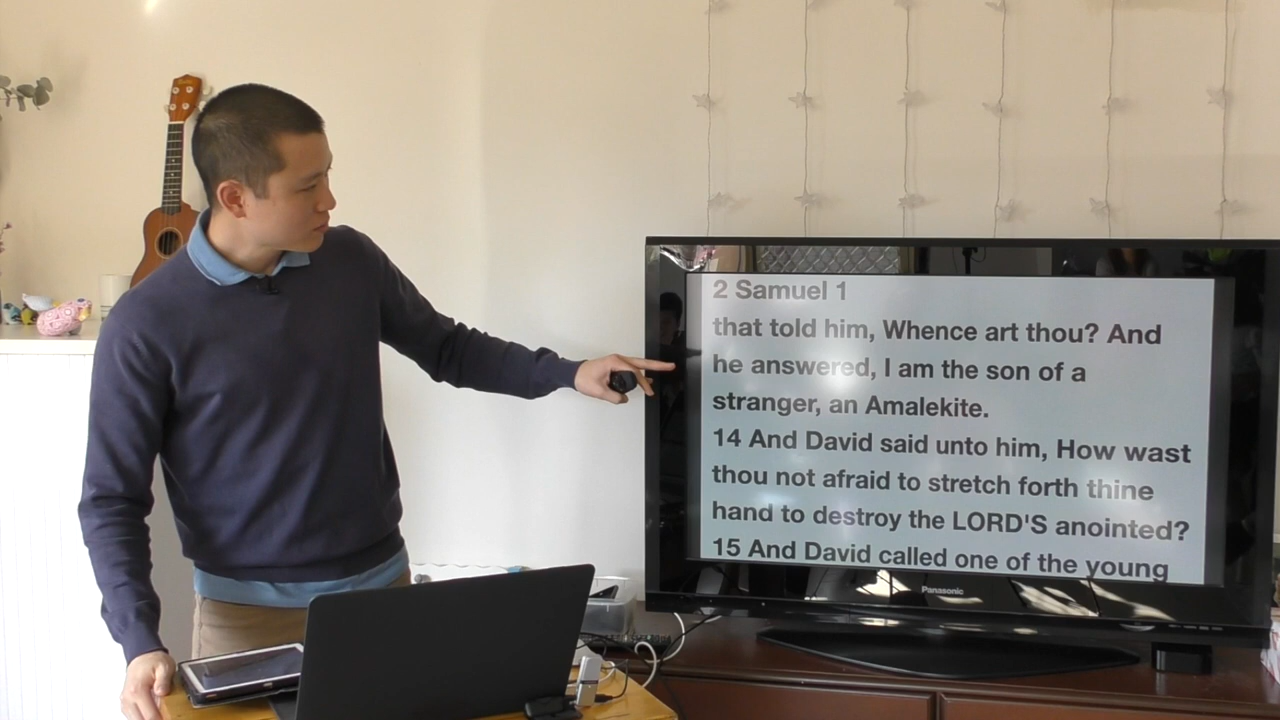 2 Samuel 1
that told him, Whence art thou? And
he answered, I am the son of a
stranger, an Amalekite.
14 And David said unto him, How wast
thou not afraid to stretch forth thine
hand to destroy the LORD'S anointed?
15 And David called one of the young
Panasonic